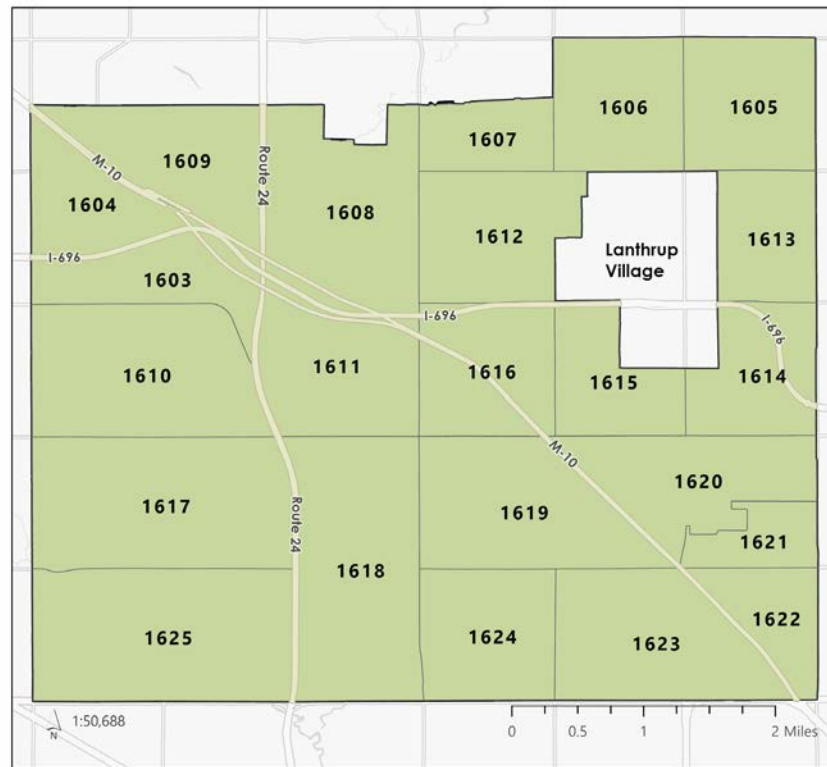 1606
1605
1607
M-10
1609
Route 24
1604
1608
1612
Lanthrup
Village
1613
I-696
1603
I-696
I-696
1610
1611
1616
1615
1614
M-10
1617
Route 24
1619
1620
1621
1618
1625
1624
1623
1622
N
1:50,688
0 0.5 1 2 Miles